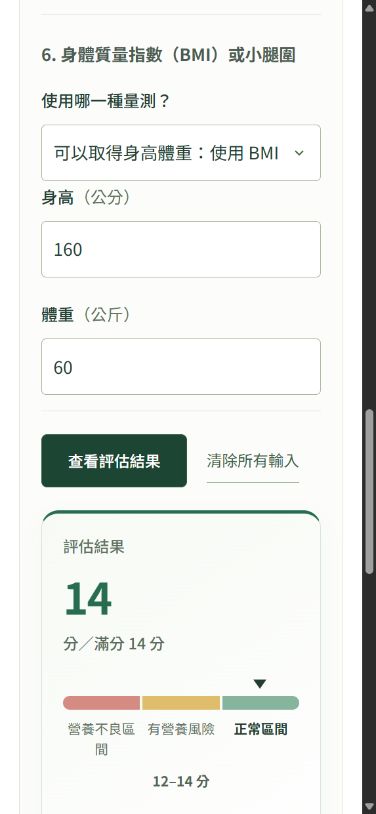 6. 身體質量指數（BMI）或小腿圍
使用哪一種量測？
可以取得身高體重：使用 BMI
身高（公分）
160
體重（公斤）
60
查看評估結果
清除所有輸入
評估結果
14
分／滿分 14 分
營養不良區間
有營養風險
正常區間
12–14 分